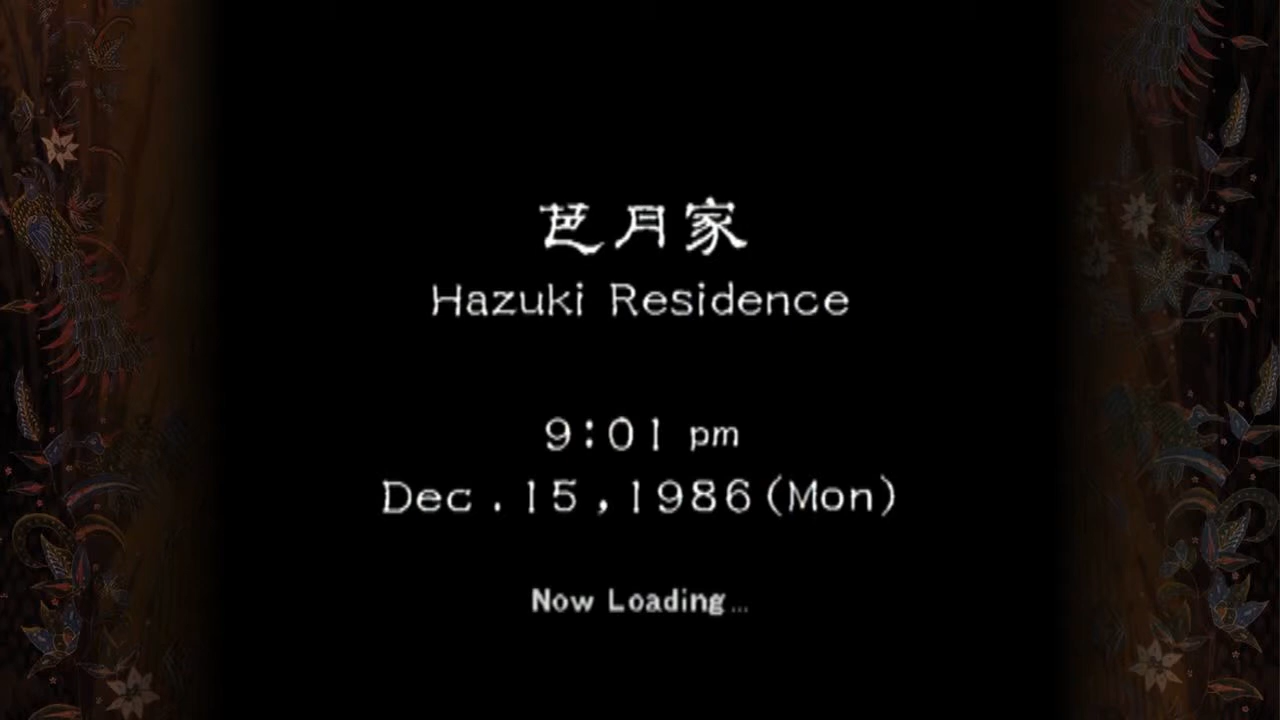 芭月家
Hazuki Residence
9:01 pm
Dec.15,1986(Mon)
Now Loading...